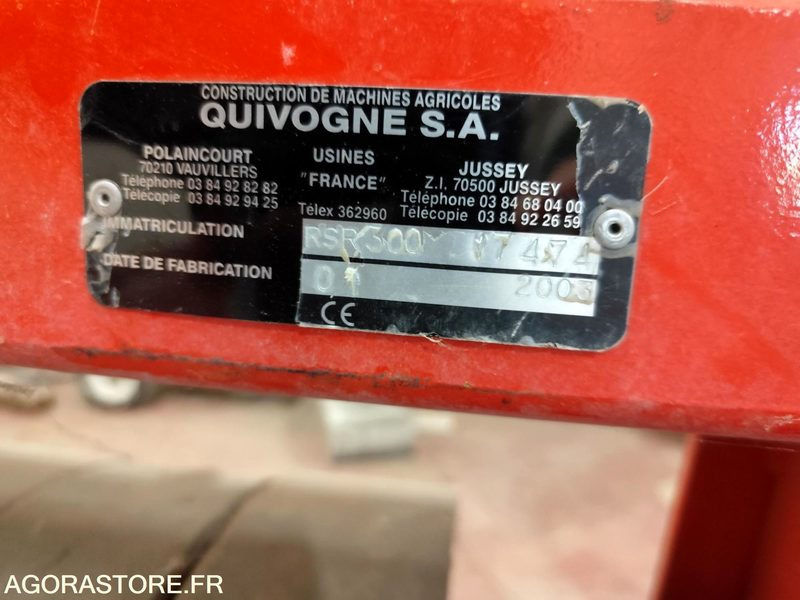 CONSTRUCTION DE MACHINES AGRICOLES
QUIVOGNE S.A.
POLAINCOURT
70210 VAUVILLERS
Téléphone 03 84 92 82 82
Télécopie 03 84 92 94 25
USINES
"FRANCE"
Télex 362960
JUSSEY
Z.I. 70500 JUSSEY
Téléphone 03 84 68 04 00
Télécopie 03 84 92 26 59
IMMATRICULATION
DATE DE FABRICATION
2003
CE
AGORASTORE.FR